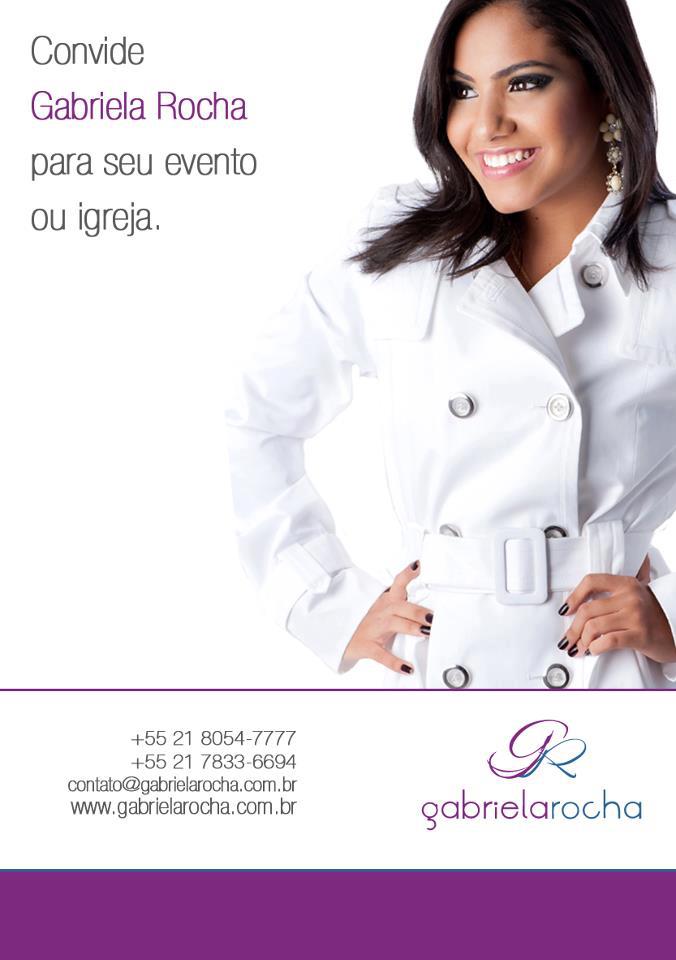 Convide
Gabriela Rocha
para seu evento
ou igreja.
+55 21 8054-7777
+55 21 7833-6694
contato@gabrielarocha.com.br
www.gabrielarocha.com.br
GR
gabrielarocha